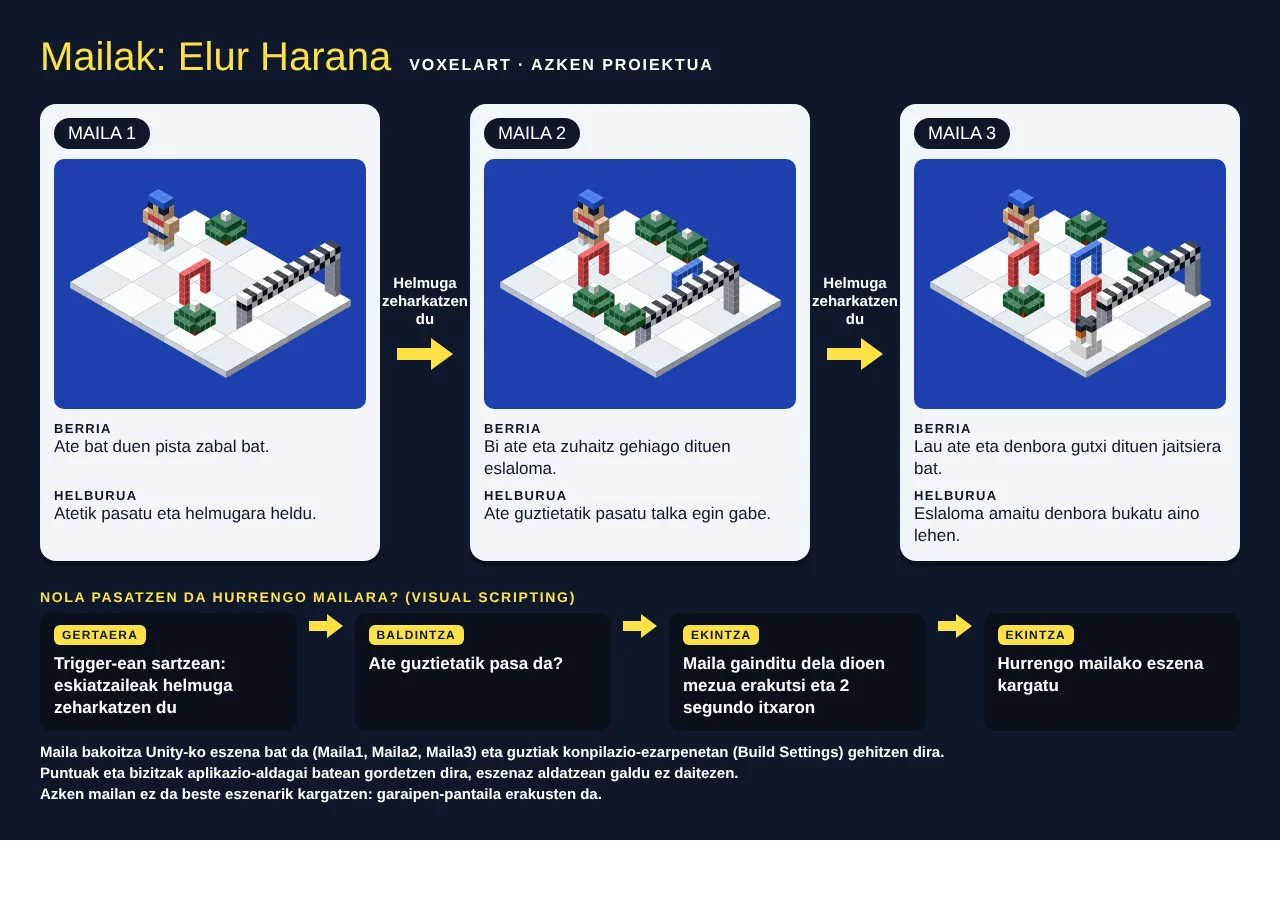 Mailak: Elur Harana VOXELART · AZKEN PROIEKTUA
MAILA 1
BERRIA
Ate bat duen pista zabal bat.
HELBURUA
Atetik pasatu eta helmugara heldu.
Helmuga
zeharkatzen
du
MAILA 2
BERRIA
Bi ate eta zuhaitz gehiago dituen
eslaloma.
HELBURUA
Ate guztietatik pasatu talka egin gabe.
Helmuga
zeharkatzen
du
MAILA 3
BERRIA
Lau ate eta denbora gutxi dituen jaitsiera
bat.
HELBURUA
Eslaloma amaitu denbora bukatu aino
lehen.
NOLA PASATZEN DA HURRENGO MAILARA? (VISUAL SCRIPTING)
GERTAERA
Trigger-ean sartzean:
eskiatzaileak helmuga
zeharkatzen du
BALDINTZA
Ate guztietatik pasa da?
EKINTZA
Maila gainditu dela dioen
mezua erakutsi eta 2
segundo itxaron
EKINTZA
Hurrengo mailako eszena
kargatu
Maila bakoitza Unity-ko eszena bat da (Maila1, Maila2, Maila3) eta guztiak konpilazio-ezarpenetan (Build Settings) gehitzen dira.
Puntuak eta bizitzak aplikazio-aldagai batean gordetzen dira, eszenaz aldatzean galdu ez daitezen.
Azken mailan ez da beste eszenarik kargatzen: garaipen-pantaila erakusten da.